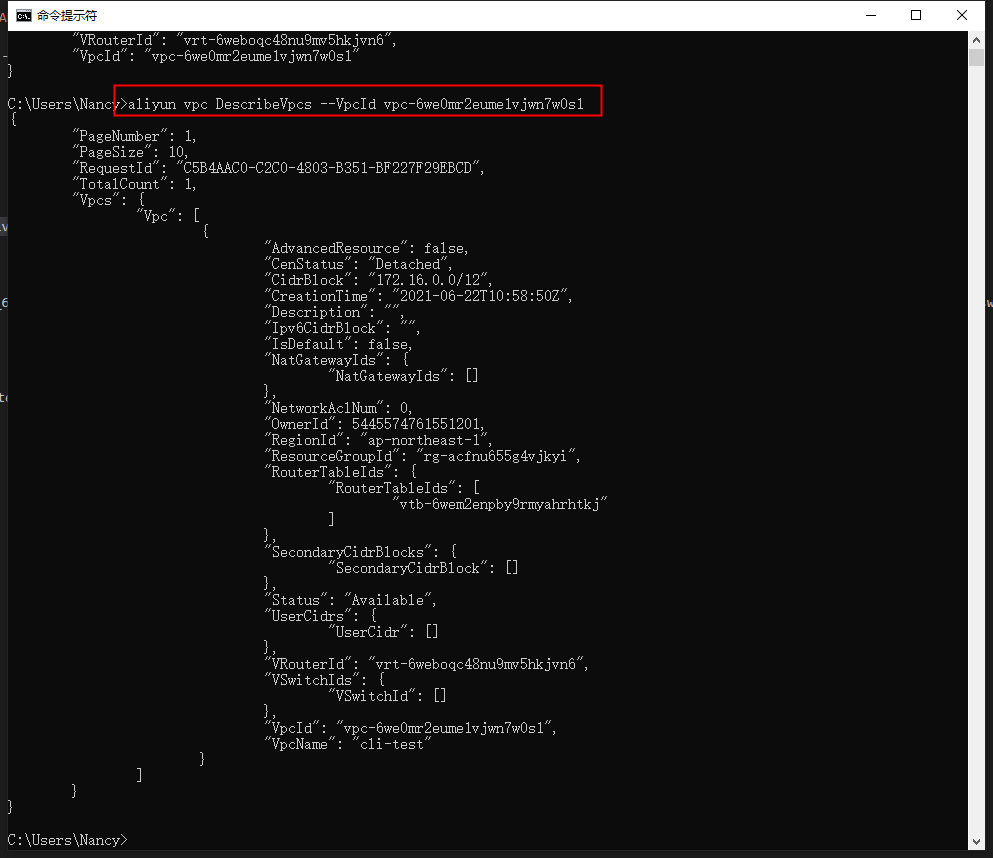 命令提示符
"VRouterId": "vrt-6weboqc48nu9mv5hkjvn6",
"VpcId": "vpc-6we0mr2eume1vjwn7w0s1"
}
C:\Users\Nancy>aliyun vpc DescribeVpcs --VpcId vpc-6we0mr2eume1vjwn7w0s1
{
"PageNumber": 1,
"PageSize": 10,
"RequestId": "C5B4AAC0-C2C0-4803-B351-BF227F29EBCD",
"TotalCount": 1,
"Vpcs": {
"Vpc": [
{
"AdvancedResource": false,
"CenStatus": "Detached",
"CidrBlock": "172.16.0.0/12",
"CreationTime": "2021-06-22T10:58:50Z",
"Description": "",
"Ipv6CidrBlock": "",
"IsDefault": false,
"NatGatewayIds": {
"NatGatewayIds": []
},
"NetworkAclNum": 0,
"OwnerId": 5445574761551201,
"RegionId": "ap-northeast-1",
"ResourceGroupId": "rg-acfnu655g4vjkyi",
"RouterTableIds": {
"RouterTableIds": [
"vtb-6wem2enpby9rmyahrhtkj"
]
},
"SecondaryCidrBlocks": {
"SecondaryCidrBlock": []
},
"Status": "Available",
"UserCidrs": {
"UserCidr": []
},
"VRouterId": "vrt-6weboqc48nu9mv5hkjvn6",
"VSwitchIds": {
"VSwitchId": []
},
"VpcId": "vpc-6we0mr2eume1vjwn7w0s1",
"VpcName": "cli-test"
}
]
}
}
C:\Users\Nancy>